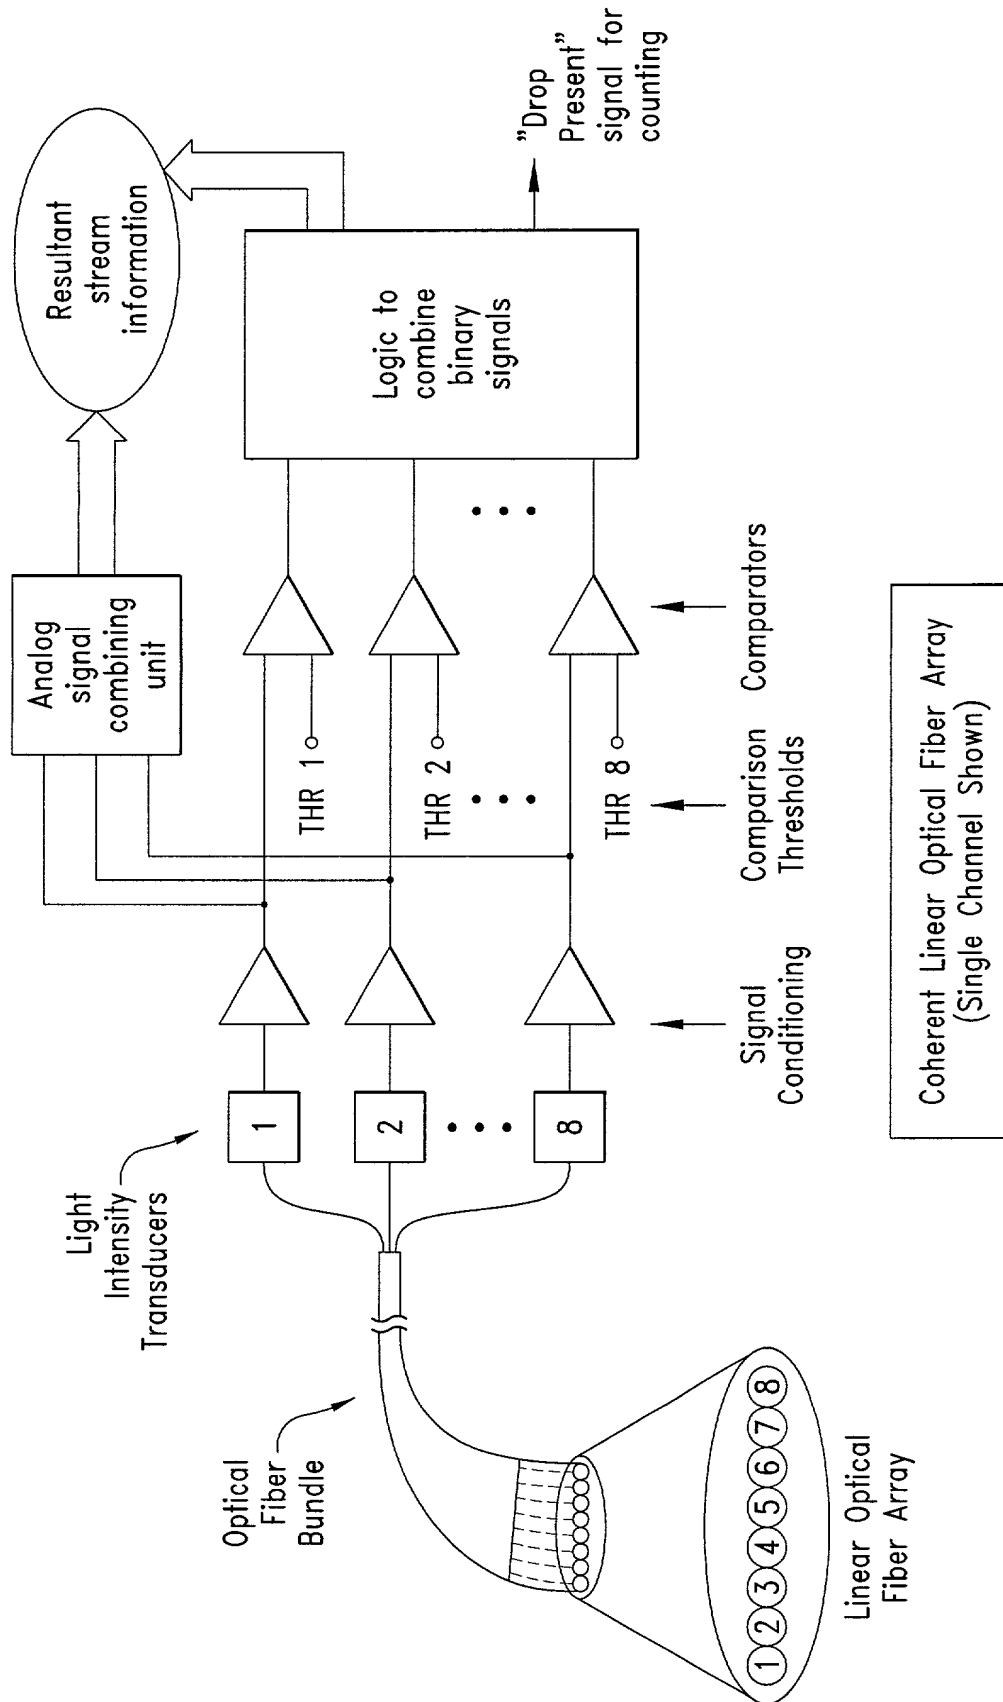 Resultant
stream
information
Analog
signal
combining
unit
"Drop
Present"
signal for
counting
Logic to
combine
binary
signals
Light
Intensity
Transducers
1
2
8
THR 1
THR 2
THR 8
Optical
Fiber
Bundle
Signal
Conditioning
Comparison
Thresholds
Comparators
1 2 3 4 5 6 7 8
Linear Optical
Fiber Array
Coherent Linear Optical Fiber Array
(Single Channel Shown)